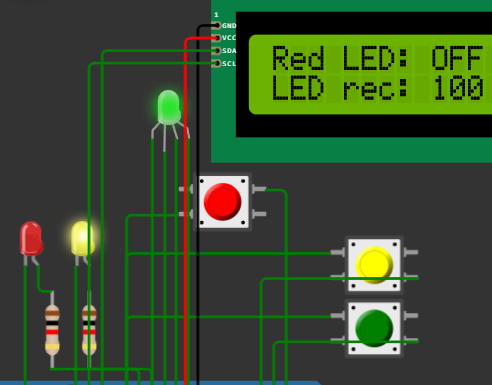 1
GND
VCC
SDA
SCL
Red LED: OFF
LED rec: 100